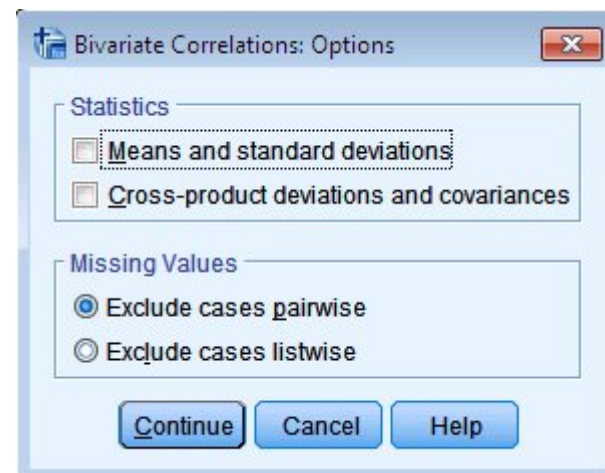 Bivariate Correlations: Options
Statistics
Means and standard deviations
Cross-product deviations and covariances
Missing Values
Exclude cases pairwise
Exclude cases listwise
Continue Cancel Help